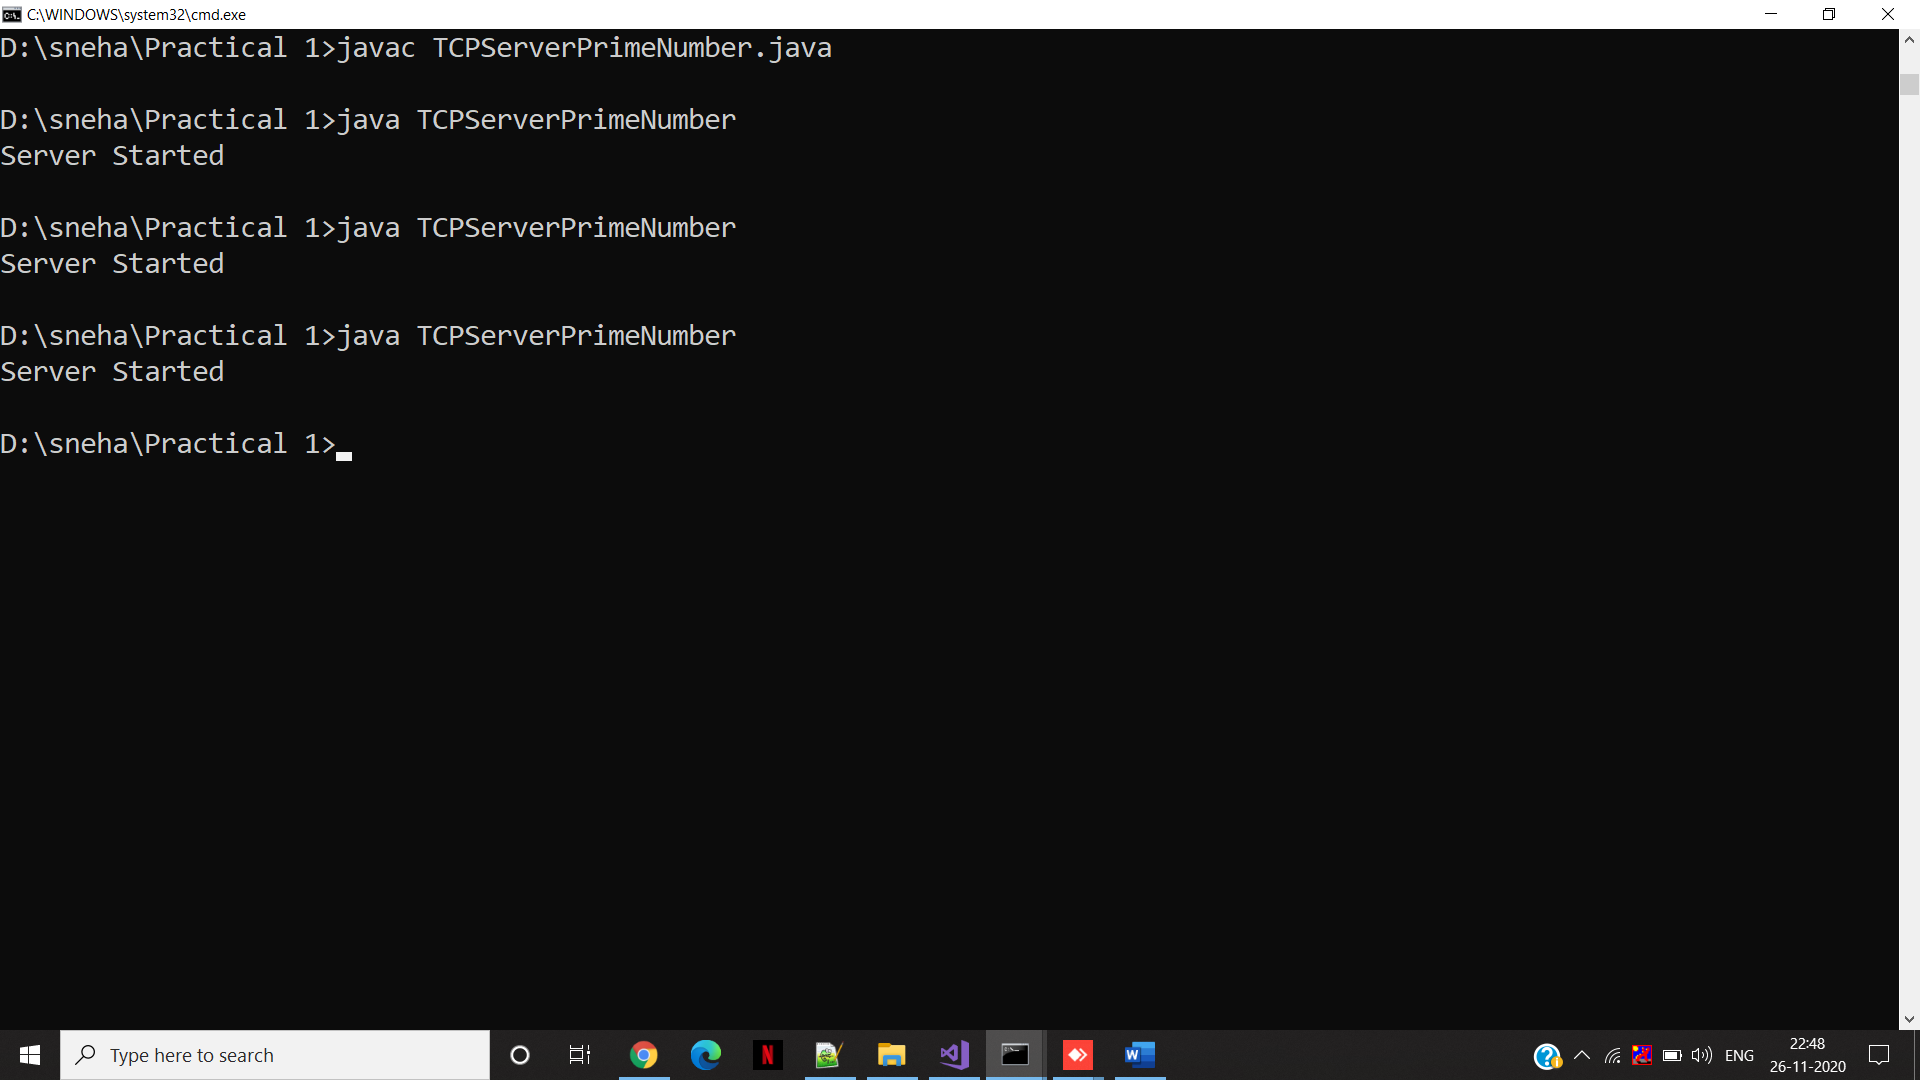 C:\WINDOWS\system32\cmd.exe
D:\sneha\Practical 1>javac TCPServerPrimeNumber.java
D:\sneha\Practical 1>java TCPServerPrimeNumber
Server Started
D:\sneha\Practical 1>java TCPServerPrimeNumber
Server Started
D:\sneha\Practical 1>java TCPServerPrimeNumber
Server Started
D:\sneha\Practical 1>
Type here to search
ENG
22:48
26-11-2020